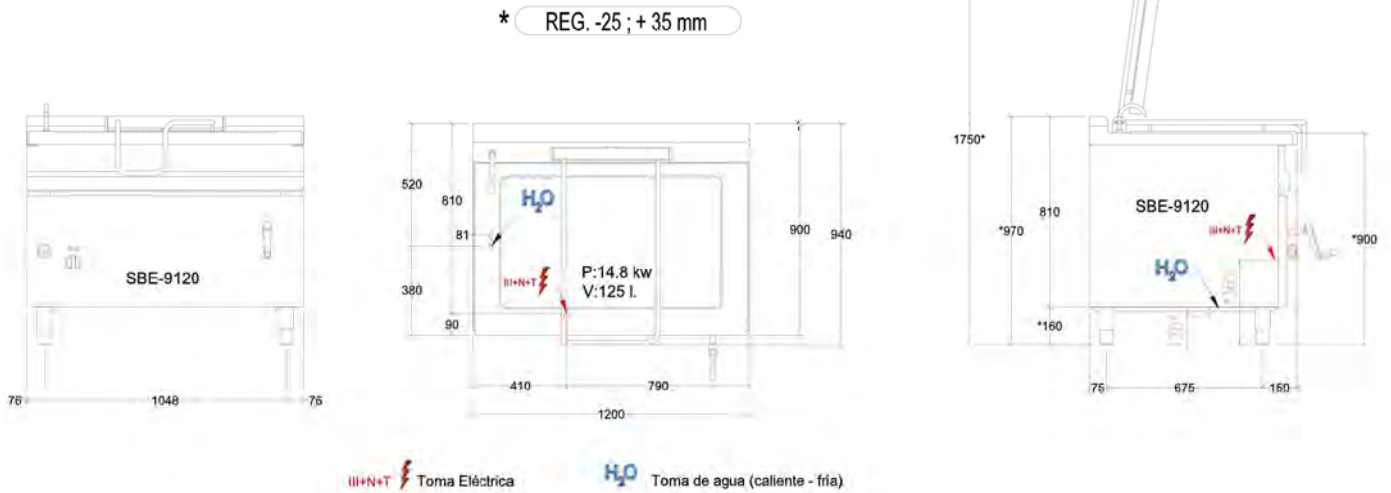 * REG. -25 ; + 35 mm
SBE-9120
76
1048
76
520
380
810
81
90
H₂O
III+N+T
P:14.8 kw
V:125 l.
900
940
410
790
1200
1750*
*970
810
*160
SBE-9120
III+N+T
H₂O
*900
75
675
150
III+N+T Toma Eléctrica
H₂O Toma de agua (caliente - fría)